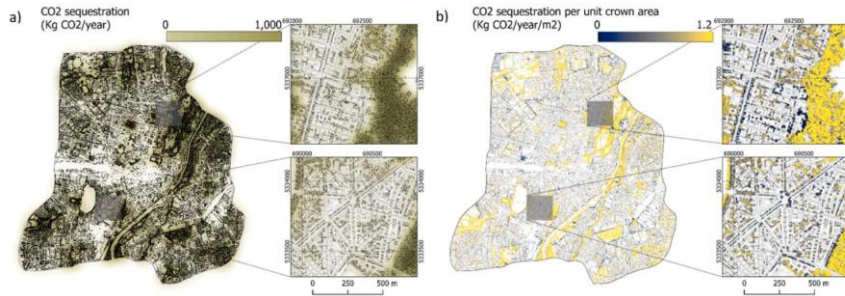 a)
CO2 sequestration
(Kg CO2/year)
0
1,000
692000
692500
5337000
690000
690500
5334000
5333500
0 250 500 m
b)
CO2 sequestration per unit crown area
(Kg CO2/year/m2)
0
1.2
692000
692500
5337000
690000
690500
5334000
5333500
0 250 500 m